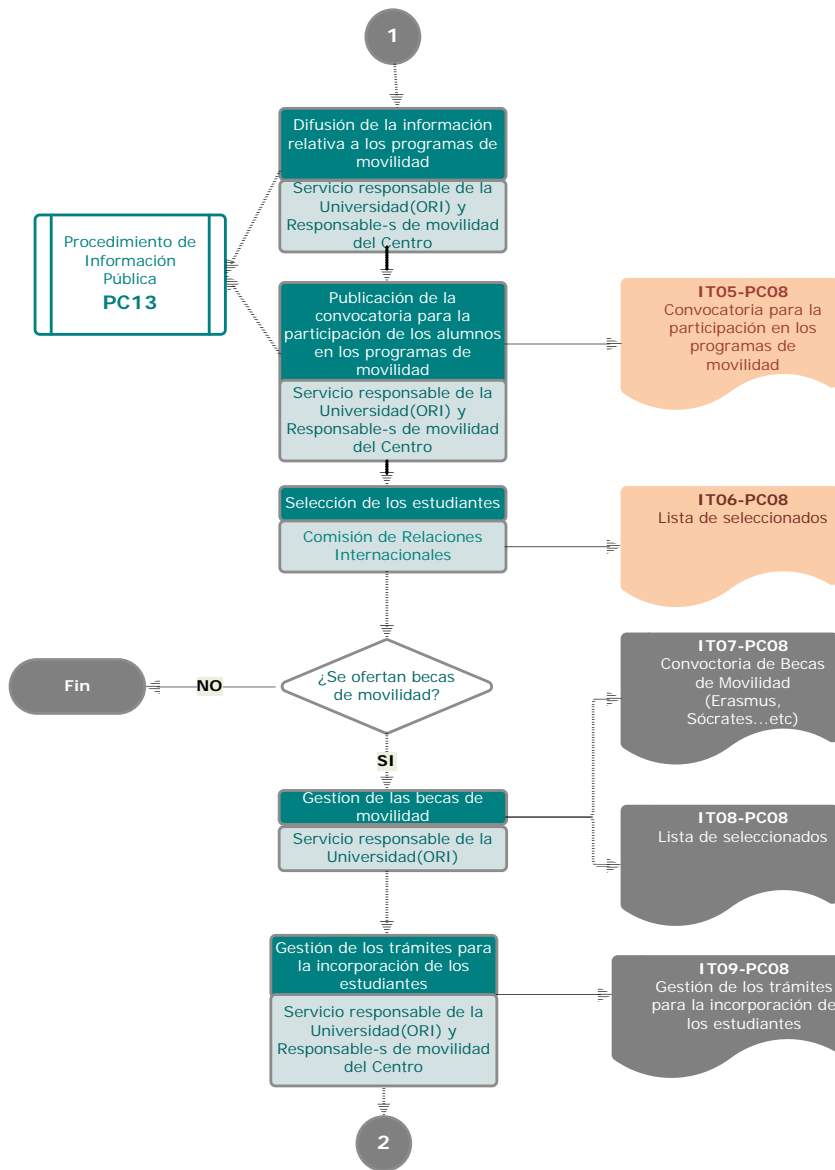 1
Difusión de la información
relativa a los programas de
movilidad
Servicio responsable de la
Universidad(ORI) y
Responsable-s de movilidad
del Centro
Procedimiento de
Información
Pública
PC13
Publicación de la
convocatoria para la
participación de los alumnos
en los programas de
movilidad
Servicio responsable de la
Universidad(ORI) y
Responsable-s de movilidad
del Centro
IT05-PC08
Convocatoria para la
participación en los
programas de
movilidad
Selección de los estudiantes
Comisión de Relaciones
Internacionales
IT06-PC08
Lista de seleccionados
¿Se ofertan becas
de movilidad?
NO
Fin
SI
IT07-PC08
Convoctoria de Becas
de Movilidad
(Erasmus,
Sócrates...etc)
Gestíon de las becas de
movilidad
Servicio responsable de la
Universidad(ORI)
IT08-PC08
Lista de seleccionados
Gestión de los trámites para
la incorporación de los
estudiantes
Servicio responsable de la
Universidad(ORI) y
Responsable-s de movilidad
del Centro
IT09-PC08
Gestión de los trámites
para la incorporación de
los estudiantes
2